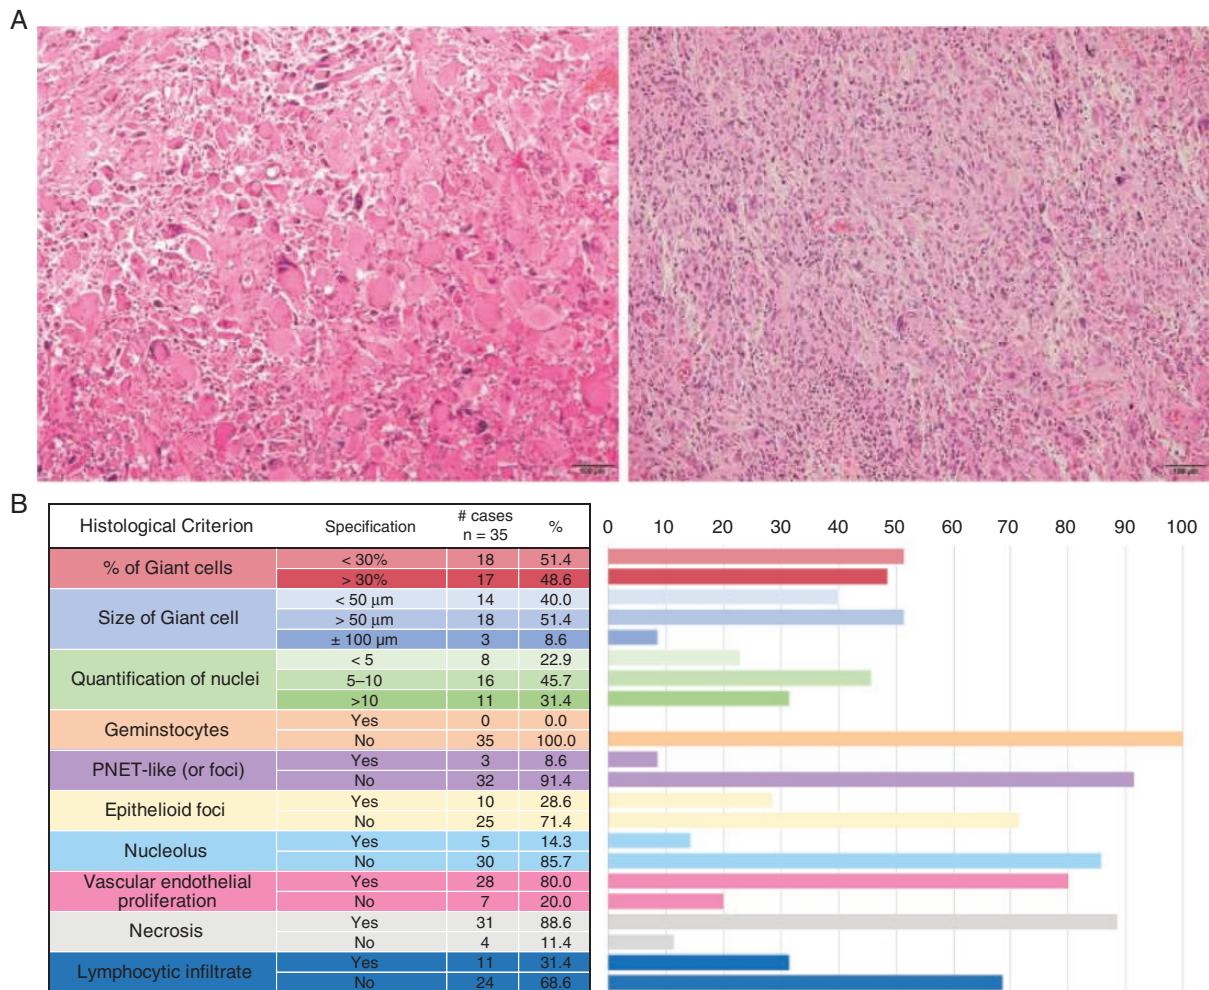 A
100 µm
B
Histological Criterion Specification # cases n = 35 % 0 10 20 30 40 50 60 70 80 90 100
% of Giant cells < 30% 18 51.4
> 30% 17 48.6
Size of Giant cell < 50 µm 14 40.0
> 50 µm 18 51.4
± 100 µm 3 8.6
Quantification of nuclei < 5 8 22.9
5–10 16 45.7
>10 11 31.4
Geminstocytes Yes 0 0.0
No 35 100.0
PNET-like (or foci) Yes 3 8.6
No 32 91.4
Epithelioid foci Yes 10 28.6
No 25 71.4
Nucleolus Yes 5 14.3
No 30 85.7
Vascular endothelial proliferation Yes 28 80.0
No 7 20.0
Necrosis Yes 31 88.6
No 4 11.4
Lymphocytic infiltrate Yes 11 31.4
No 24 68.6